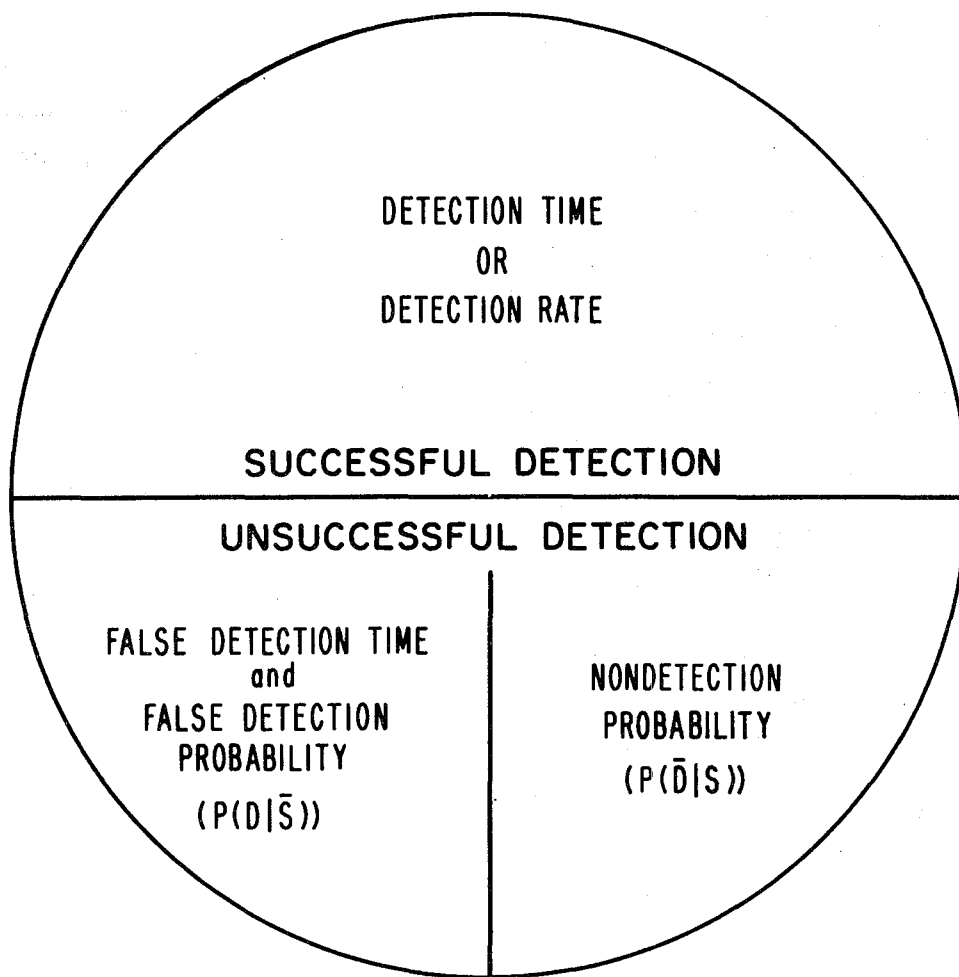 DETECTION TIME
OR
DETECTION RATE
SUCCESSFUL DETECTION
UNSUCCESSFUL DETECTION
FALSE DETECTION TIME
and
FALSE DETECTION
PROBABILITY
(P(D|S̄))
NONDETECTION
PROBABILITY
(P(D̄|S))